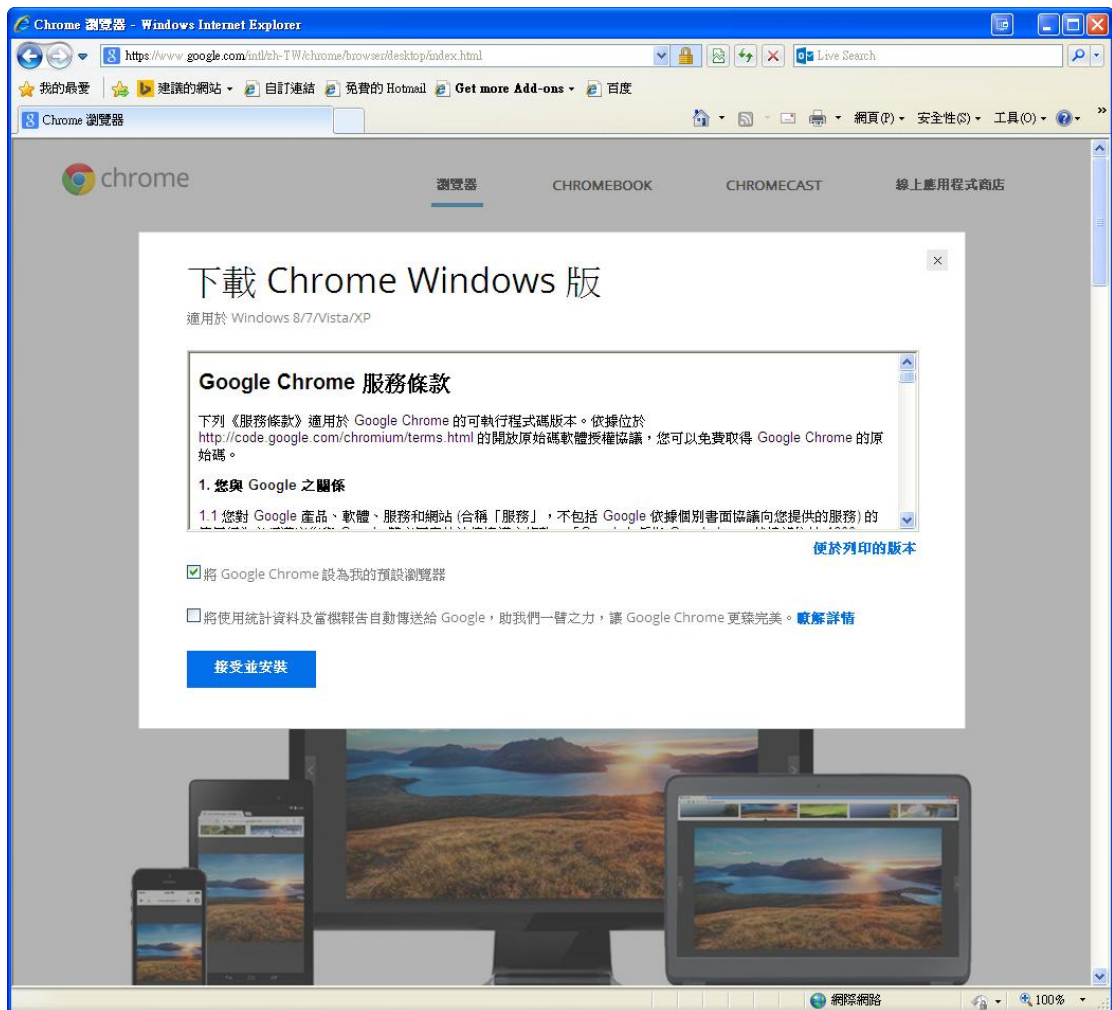 Chrome 瀏覽器 - Windows Internet Explorer
https://www.google.com/intl/zh-TW/chrome/browser/desktop/index.html
Live Search
我的最愛 建議的網站 自訂連結 免費的 Hotmail Get more Add-ons 百度
Chrome 瀏覽器 網頁(P) 安全性(S) 工具(O) »
chrome 瀏覽器 CHROMEBOOK CHROMECAST 線上應用程式商店
下載 Chrome Windows 版
適用於 Windows 8/7/Vista/XP
Google Chrome 服務條款
下列《服務條款》適用於 Google Chrome 的可執行程式碼版本。依據位於
http://code.google.com/chromium/terms.html 的開放原始碼軟體授權協議，您可以免費取得 Google Chrome 的原
始碼。
1. 您與 Google 之關係
1.1 您對 Google 產品、軟體、服務和網站 (合稱「服務」，不包括 Google 依據個別書面協議向您提供的服務) 的
便於列印的版本
將 Google Chrome 設為我的預設瀏覽器
將使用統計資料及當機報告自動傳送給 Google，助我們一臂之力，讓 Google Chrome 更臻完美。瞭解詳情
接受並安裝
網際網路 100%